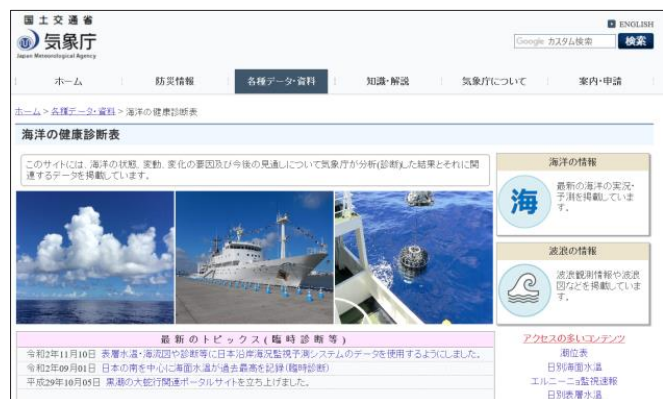 国土交通省
気象庁
Japan Meteorological Agency
ENGLISH
Google カスタム検索 検索
ホーム 防災情報 各種データ・資料 知識・解説 気象庁について 案内・申請
ホーム > 各種データ・資料 > 海洋の健康診断表
海洋の健康診断表
このサイトには、海洋の状態、変動、変化の要因及び今後の見通しについて気象庁が分析(診断)した結果とそれに関
連するデータを掲載しています。
海洋の情報
海
最新の海洋の実況・
予測を掲載していま
す。
波浪の情報
波浪観測情報や波浪
図などを掲載していま
す。
最新のトピックス(臨時診断等)
令和2年11月10日 表層水温・海流図や診断等に日本沿岸海況監視予測システムのデータを使用するようにしました。
令和2年09月01日 日本の南を中心に海面水温が過去最高を記録(臨時診断)
平成29年10月05日 黒潮の大蛇行関連ポータルサイトを立ち上げました。
アクセスの多いコンテンツ
潮位表
日別海面水温
エルニーニョ監視速報
日別表層水温